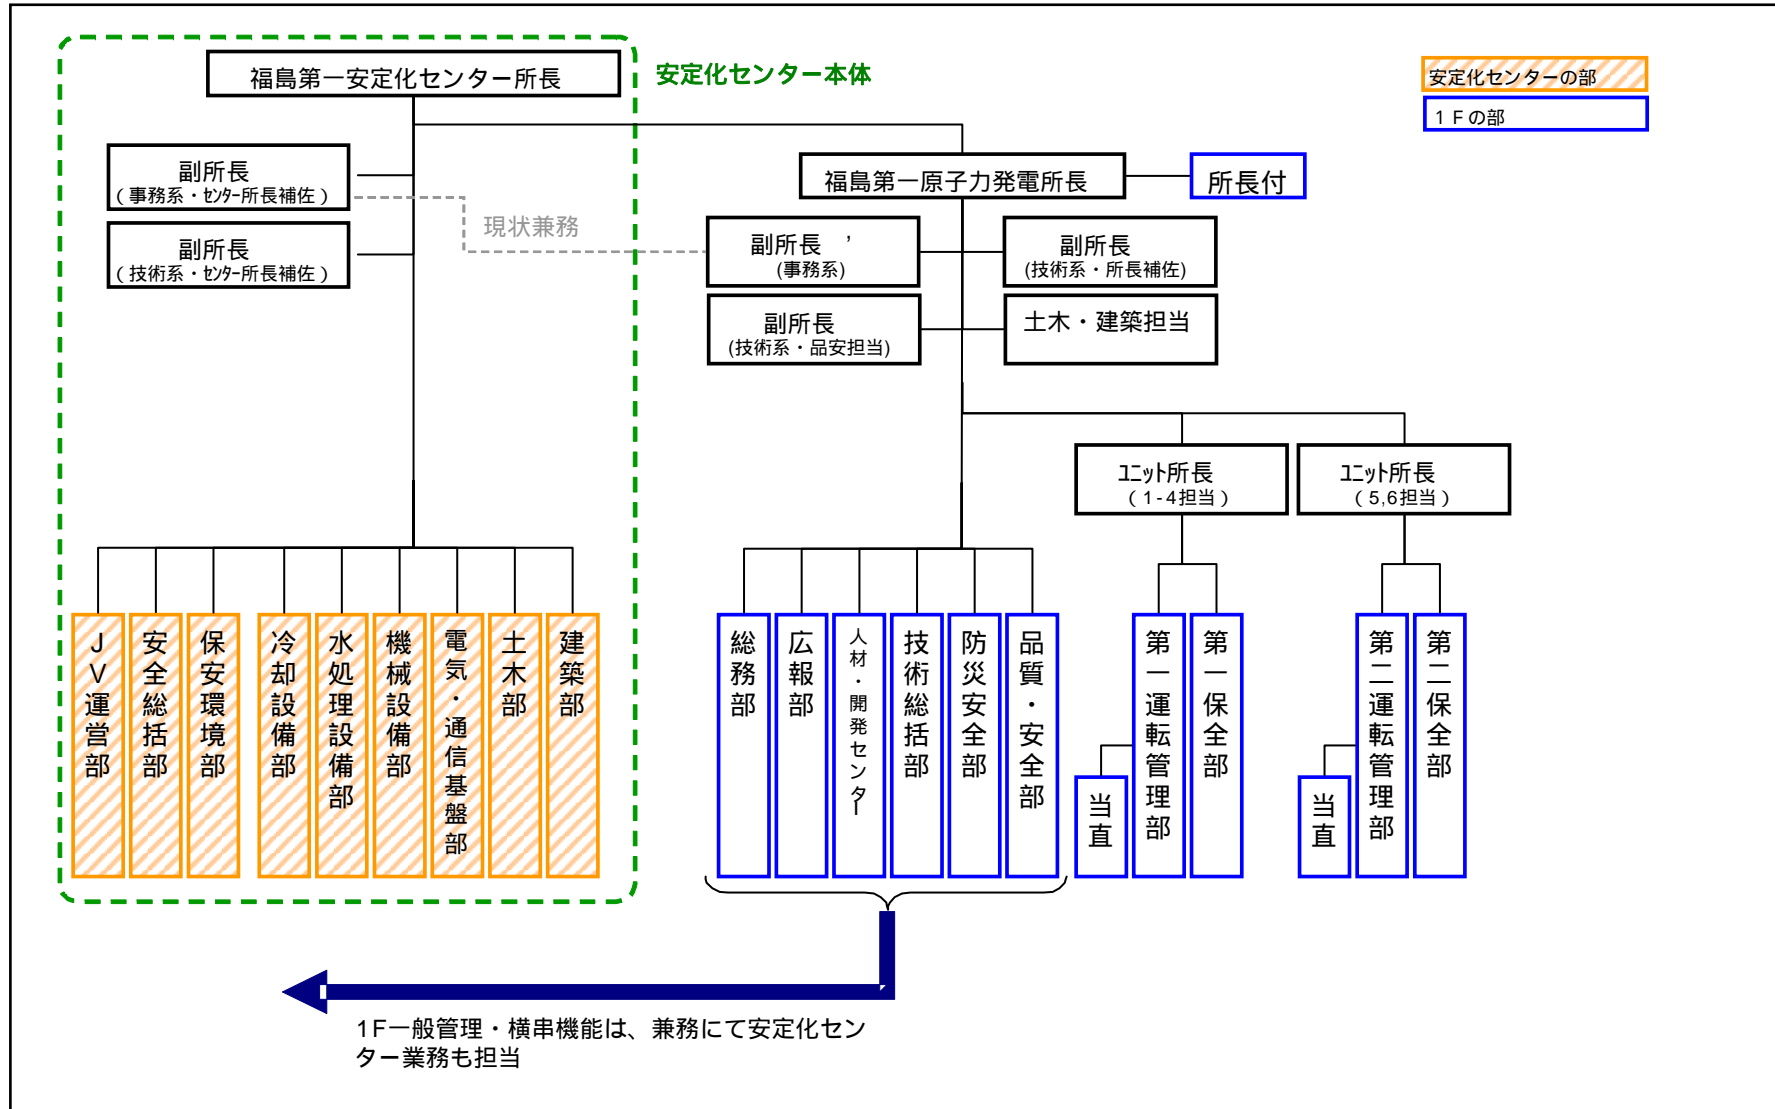 福島第一安定化センター所長
安定化センター本体
安定化センターの部
1Fの部
副所長
(事務系・センター所長補佐)
福島第一原子力発電所長
所長付
現状兼務
副所長
(技術系・センター所長補佐)
副所長 ’
(事務系)
副所長
(技術系・所長補佐)
副所長
(技術系・品安担当)
土木・建築担当
ユニット所長
(1-4担当)
ユニット所長
(5,6担当)
JV運営部
安全総括部
保安環境部
冷却設備部
水処理設備部
機械設備部
電気・通信基盤部
土木部
建築部
総務部
広報部
人材・開発センター
技術総括部
防災安全部
品質・安全部
当直
第一運転管理部
第一保全部
当直
第二運転管理部
第二保全部
1F一般管理・横串機能は、兼務にて安定化セン
ター業務も担当